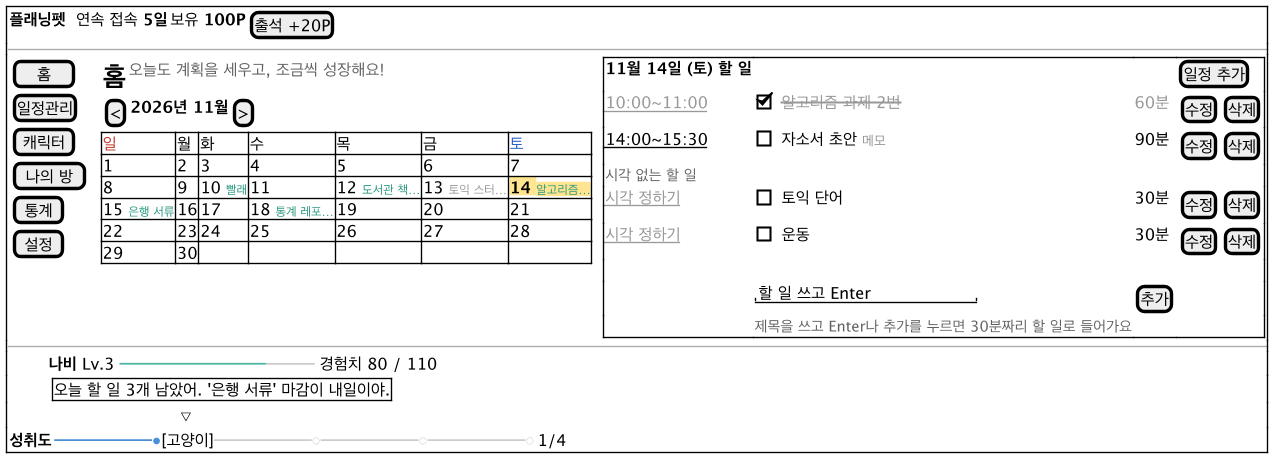 플래닝펫 연속 접속 5일 보유 100P 출석 +20P
홈
일정관리
캐릭터
나의 방
통계
설정
홈 오늘도 계획을 세우고, 조금씩 성장해요!
< 2026년 11월 >
일 월 화 수 목 금 토
1 2 3 4 5 6 7
8 9 10 빨래 11 12 도서관 책... 13 토익 스터... 14 알고리즘...
15 은행 서류 16 17 18 통계 레포... 19 20 21
22 23 24 25 26 27 28
29 30
11월 14일 (토) 할 일 일정 추가
10:00~11:00 알고리즘 과제 2번 60분 수정 삭제
14:00~15:30 자소서 초안 메모 90분 수정 삭제
시각 없는 할 일
시각 정하기 토익 단어 30분 수정 삭제
시각 정하기 운동 30분 수정 삭제
할 일 쓰고 Enter 추가
제목을 쓰고 Enter나 추가를 누르면 30분짜리 할 일로 들어가요
나비 Lv.3 경험치 80 / 110
오늘 할 일 3개 남았어. '은행 서류' 마감이 내일이야.
성취도 [고양이] 1/4